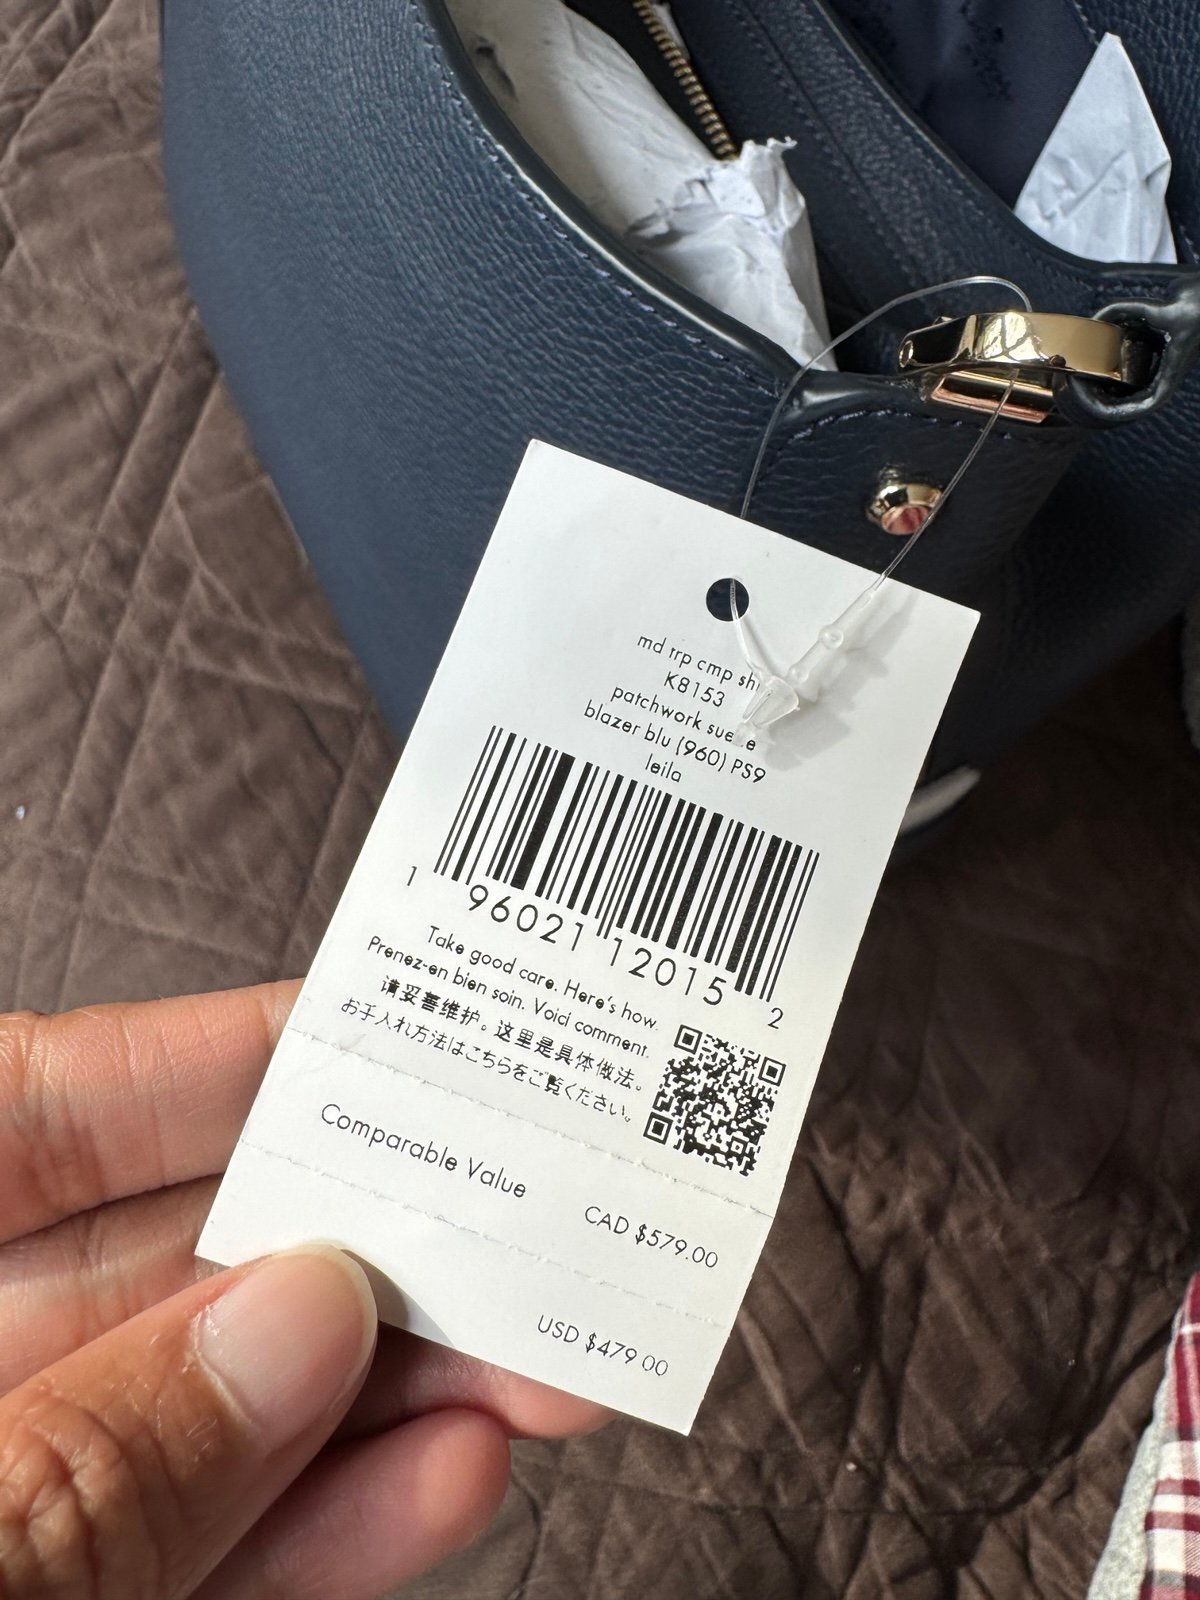 md rrp cmp sh
K8153
patchwork
blazer blu (960) PS9
leila
1 96021 12015 2
Take good care. Here's how.
Prenez-en bien soin. Voici comment.
请妥善维护。这里是具体做法。
お手入れ方法はこちらをご覧ください。
Comparable Value
CAD $579.00
USD $479.00